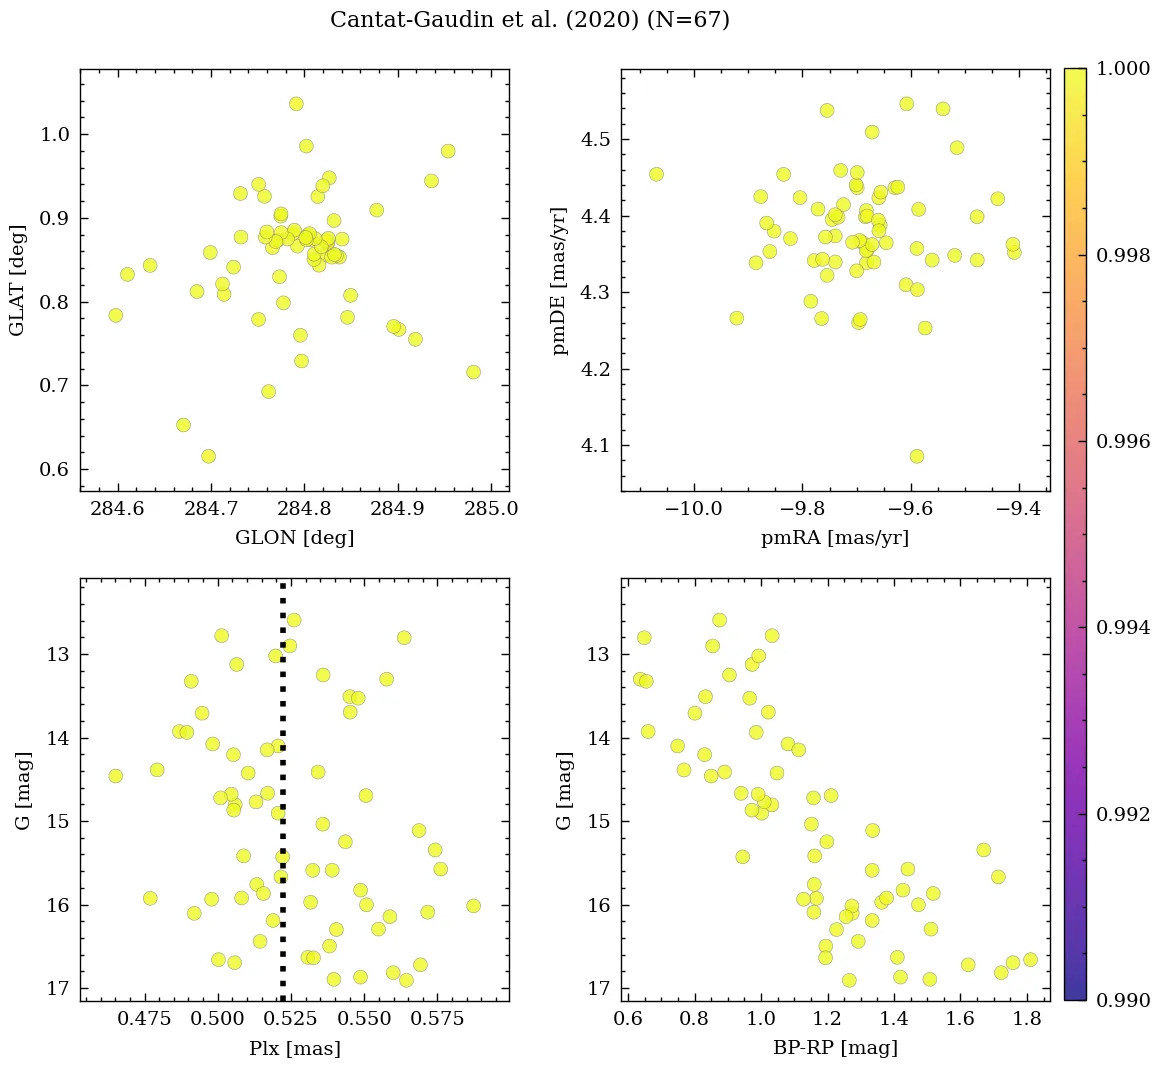 Cantat-Gaudin et al. (2020) (N=67)
1.0
0.9
0.8
0.7
0.6
GLAT [deg]
284.6 284.7 284.8 284.9 285.0
GLON [deg]
4.5
4.4
4.3
4.2
4.1
pmDE [mas/yr]
−10.0 −9.8 −9.6 −9.4
pmRA [mas/yr]
13
14
15
16
17
G [mag]
0.475 0.500 0.525 0.550 0.575
Plx [mas]
13
14
15
16
17
G [mag]
0.6 0.8 1.0 1.2 1.4 1.6 1.8
BP-RP [mag]
1.000
0.998
0.996
0.994
0.992
0.990